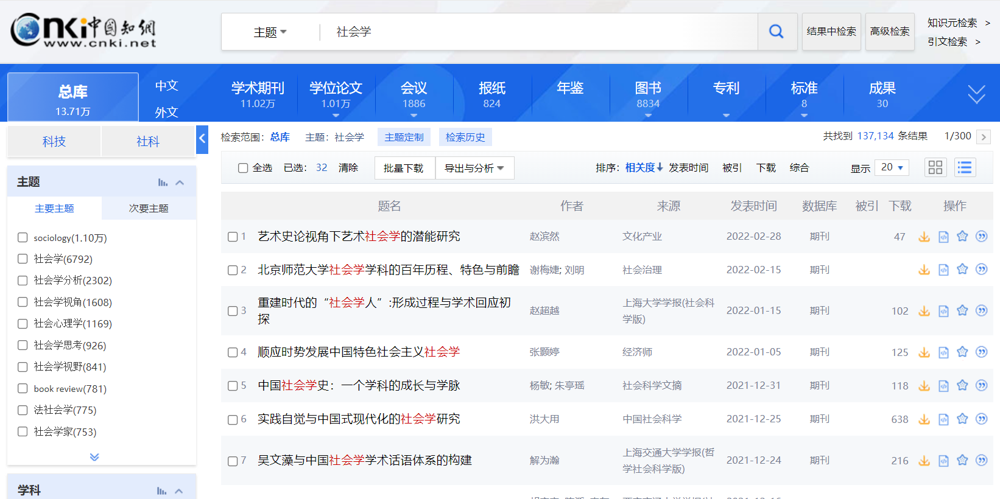 Cnki中国知網
www.cnki.net
主题
社会学
结果中检索
高级检索
知识元检索 >
引文检索 >
总库
13.71万
中文
外文
学术期刊
11.02万
学位论文
1.01万
会议
1886
报纸
824
年鉴
图书
8834
专利
标准
8
成果
30
科技
社科
检索范围：总库 主题：社会学 主题定制 检索历史
共找到 137,134 条结果 1/300 >
全选 已选：32 清除 批量下载 导出与分析
排序：相关度 发表时间 被引 下载 综合 显示 20
主题
主要主题 次要主题
sociology(1.10万)
社会学(6792)
社会学分析(2302)
社会学视角(1608)
社会心理学(1169)
社会学思考(926)
社会学视野(841)
book review(781)
法社会学(775)
社会学家(753)
学科
题名 作者 来源 发表时间 数据库 被引 下载 操作
1 艺术史论视角下艺术社会学的潜能研究 赵滨然 文化产业 2022-02-28 期刊 47
2 北京师范大学社会学学科的百年历程、特色与前瞻 谢梅婕; 刘明 社会治理 2022-02-15 期刊
3 重建时代的“社会学人”:形成过程与学术回应初
探 赵超越 上海大学学报(社会科
学版) 2022-01-15 期刊 102
4 顺应时势发展中国特色社会主义社会学 张颢婷 经济师 2022-01-05 期刊 125
5 中国社会学史：一个学科的成长与学脉 杨敏; 朱亭瑶 社会科学文摘 2021-12-31 期刊 118
6 实践自觉与中国式现代化的社会学研究 洪大用 中国社会科学 2021-12-25 期刊 638
7 吴文藻与中国社会学学术话语体系的构建 解为瀚 上海交通大学学报(哲
学社会科学版) 2021-12-24 期刊 216